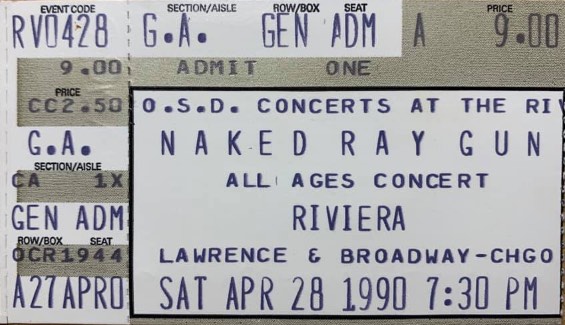 EVENT CODE SECTION/AISLE ROW/BOX SEAT PRICE
RV0428 G.A. GEN ADM A 9.00
9.00 ADMIT ONE
PRICE
CC2.50 O.S.D. CONCERTS AT THE RIV
G.A. NAKED RAY GUN
SECTION/AISLE
CA 1X ALL AGES CONCERT
GEN ADM RIVIERA
ROW/BOX SEAT
OCR1944 LAWRENCE & BROADWAY-CHGO
A27APR0 SAT APR 28 1990 7:30 PM